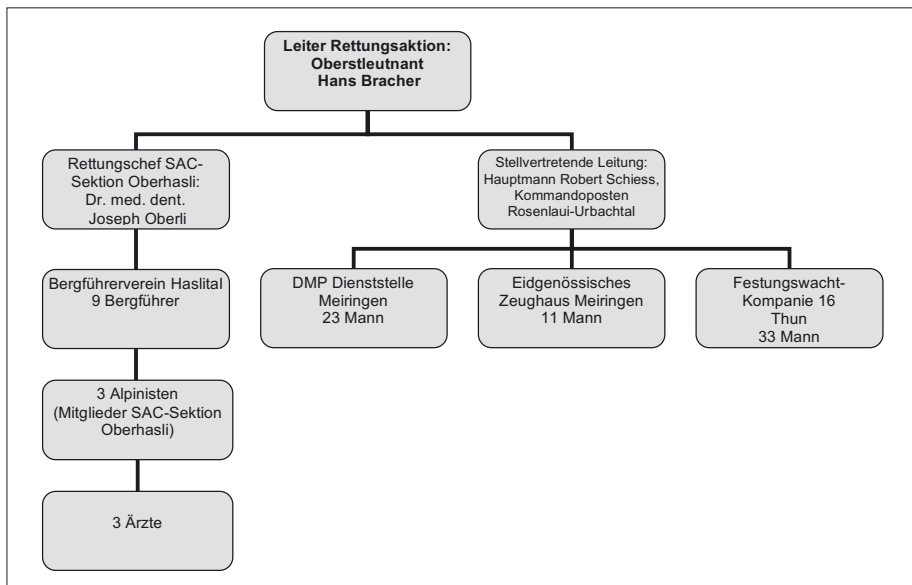 Leiter Rettungsaktion:
Oberstleutnant
Hans Bracher
Rettungschef SAC-
Sektion Oberhasli:
Dr. med. dent.
Joseph Oberli
Stellvertretende Leitung:
Hauptmann Robert Schiess,
Kommandoposten
Rosenlaui-Urbachtal
Bergführerverein Haslital
9 Bergführer
DMP Dienststelle
Meiringen
23 Mann
Eidgenössisches
Zeughaus Meiringen
11 Mann
Festungswacht-
Kompanie 16
Thun
33 Mann
3 Alpinisten
(Mitglieder SAC-Sektion
Oberhasli)
3 Ärzte